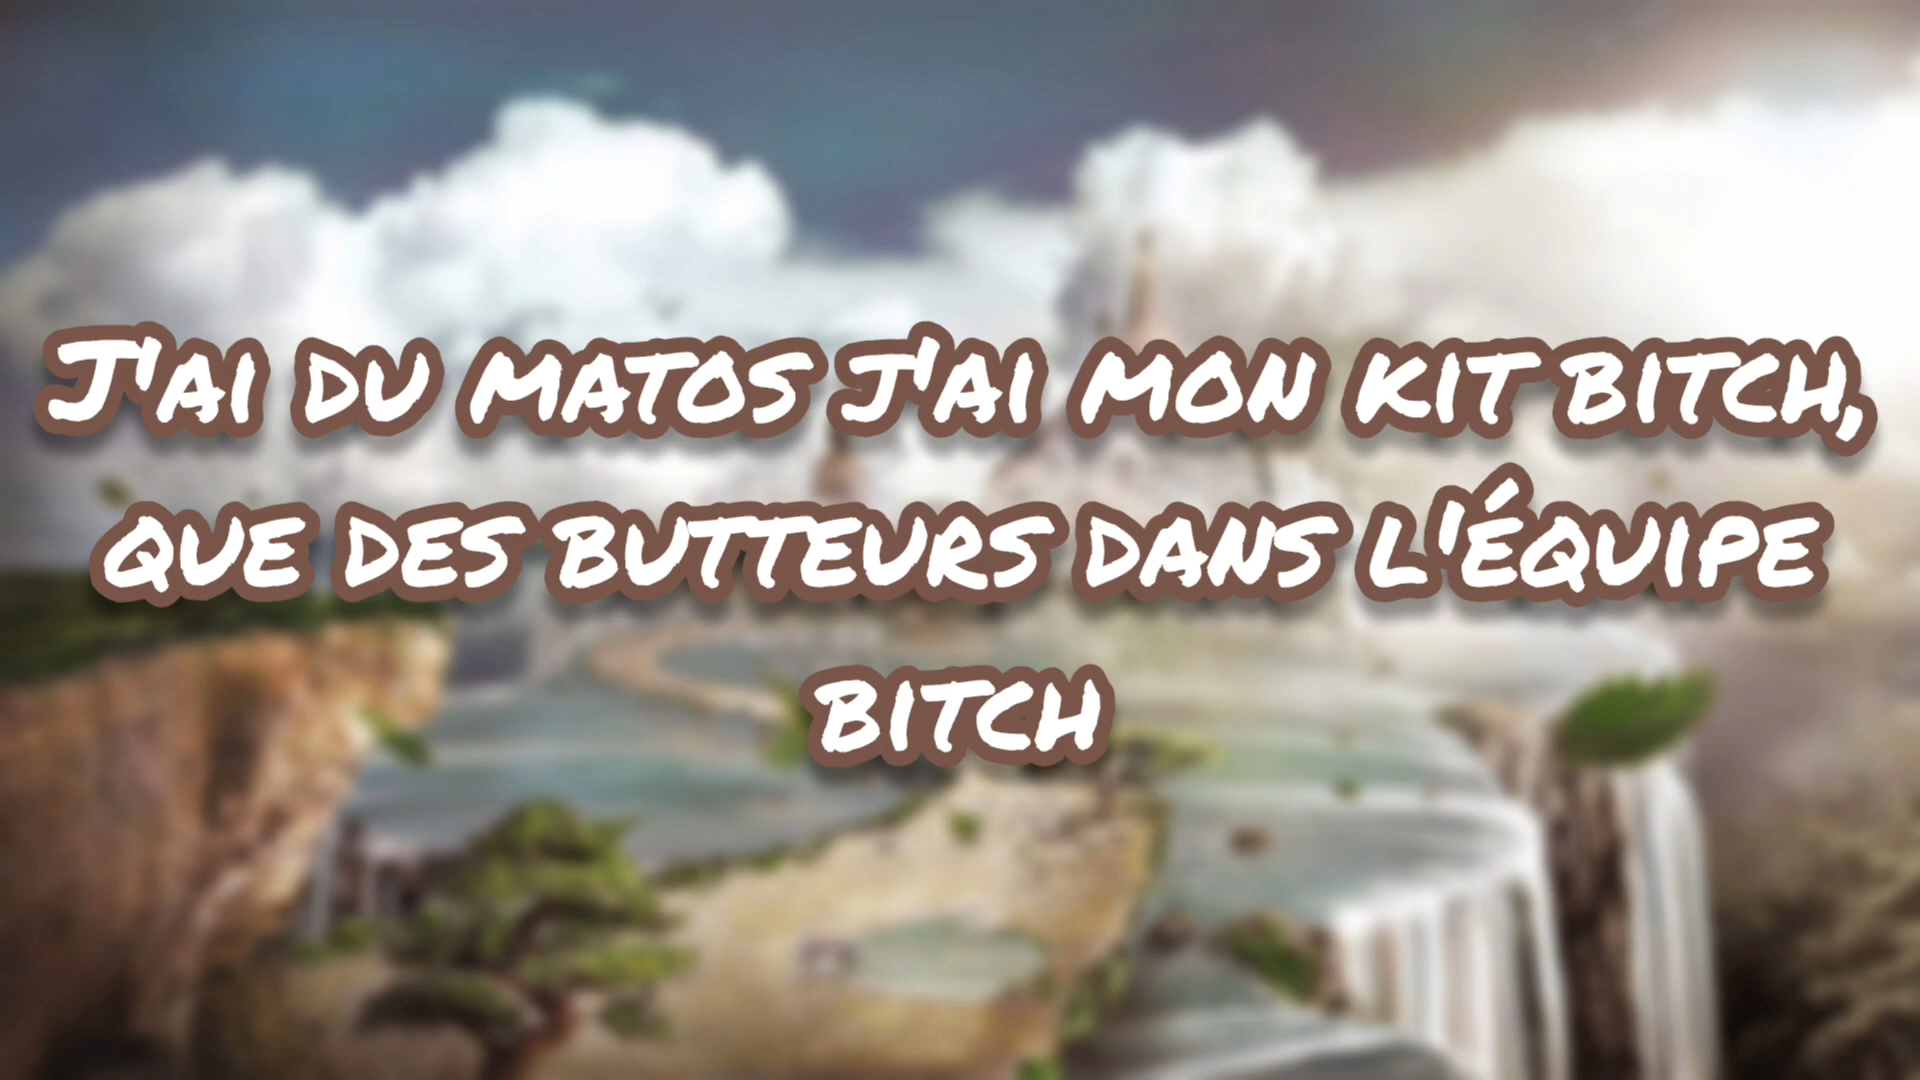 J'ai du matos j'ai mon kit bitch,
que des butteurs dans l'équipe
bitch